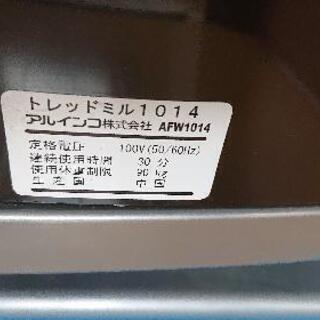 トレッドミル1014
アルインコ株式会社 AFW1014
定格電圧 100V(50/60Hz)
連続使用時間 30 分
使用体重制限 90 kg
生産国 中国